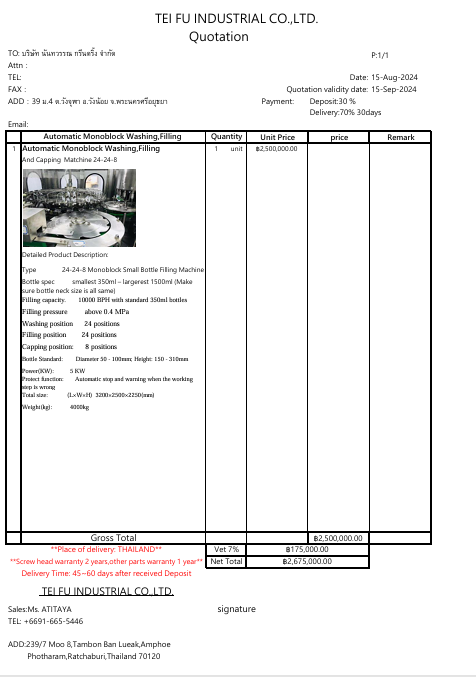 TEI FU INDUSTRIAL CO.,LTD.
Quotation
TO: บริษัท นันทวรรณ กรีนดริ้ง จำกัด
P:1/1
Attn :
TEL:
Date: 15-Aug-2024
FAX :
Quotation validity date: 15-Sep-2024
ADD : 39 ม.4 ต.วังจุฬา อ.วังน้อย จ.พระนครศรีอยุธยา
Payment: Deposit:30 %
Delivery:70% 30days
Email:
Automatic Monoblock Washing,Filling Quantity Unit Price price Remark
1 Automatic Monoblock Washing,Filling 1 unit ฿2,500,000.00
And Capping Matchine 24-24-8
Detailed Product Description:
Type 24-24-8 Monoblock Small Bottle Filling Machine
Bottle spec smallest 350ml – largerest 1500ml (Make
sure bottle neck size is all same)
Filling capacity: 10000 BPH with standard 350ml bottles
Filling pressure above 0.4 MPa
Washing position 24 positions
Filling position 24 positions
Capping position: 8 positions
Bottle Standard: Diameter 50 - 100mm; Height: 150 - 310mm
Power(KW): 5 KW
Project function: Automatic stop and warning when the working
step is wrong
Total size: (L×W×H) 3200×2500×2250(mm)
Weight(kg): 4000kg
Gross Total ฿2,500,000.00
**Place of delivery: THAILAND** Vet 7% ฿175,000.00
**Screw head warranty 2 years,other parts warranty 1 year** Net Total ฿2,675,000.00
Delivery Time: 45~60 days after received Deposit
TEI FU INDUSTRIAL CO.,LTD.
Sales:Ms. ATITAYA signature
TEL: +6691-665-5446
ADD:239/7 Moo 8,Tambon Ban Lueak,Amphoe
Photharam,Ratchaburi,Thailand 70120